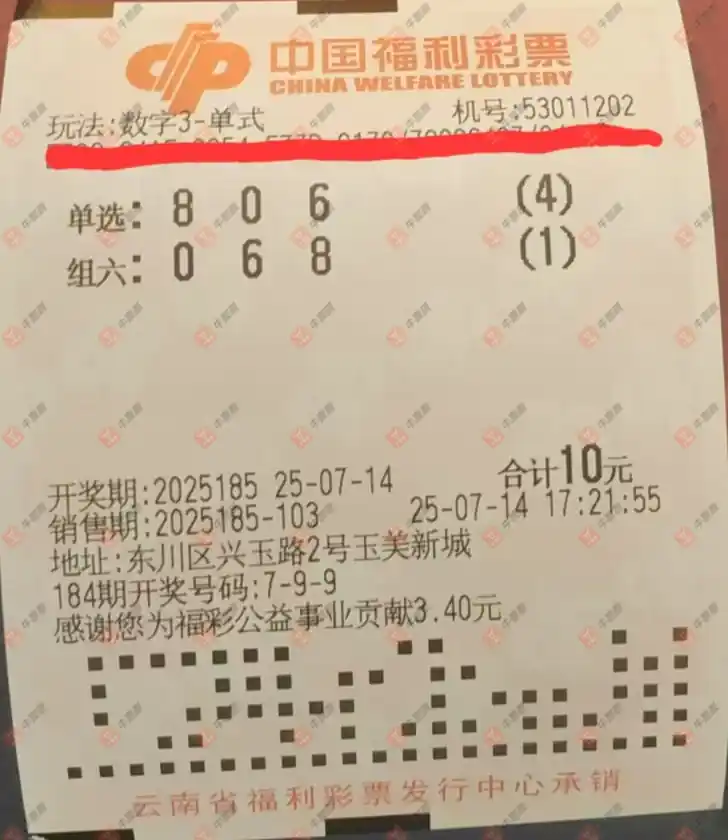 中国福利彩票
CHINA WELFARE LOTTERY
玩法:数字3-单式 机号:53011202
单选: 8 0 6 (4)
组六: 0 6 8 (1)
开奖期:2025185 25-07-14 合计10元
销售期:2025185-103 25-07-14 17:21:55
地址:东川区兴玉路2号玉美新城
184期开奖号码:7-9-9
感谢您为福彩公益事业贡献3.40元
云南省福利彩票发行中心承销